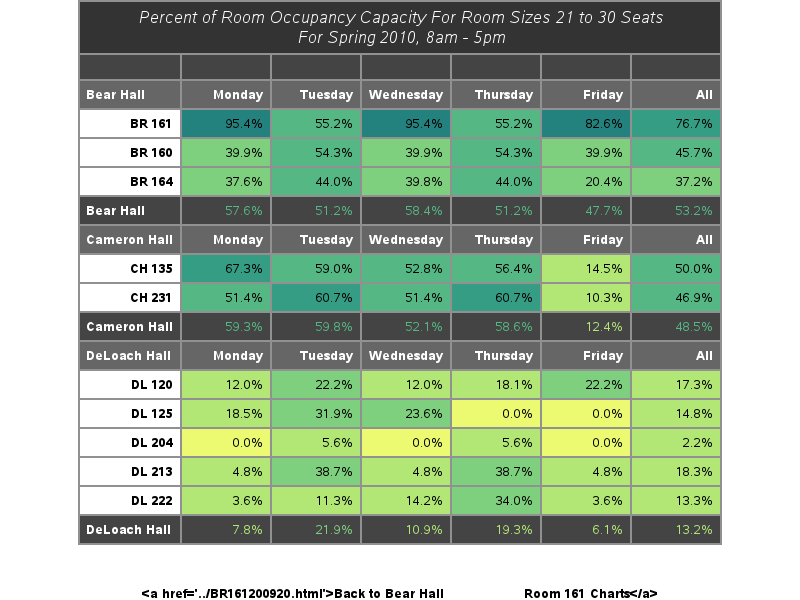 Percent of Room Occupancy Capacity For Room Sizes 21 to 30 Seats
For Spring 2010, 8am - 5pm
Bear Hall Monday Tuesday Wednesday Thursday Friday All
BR 161 95.4% 55.2% 95.4% 55.2% 82.6% 76.7%
BR 160 39.9% 54.3% 39.9% 54.3% 39.9% 45.7%
BR 164 37.6% 44.0% 39.8% 44.0% 20.4% 37.2%
Bear Hall 57.6% 51.2% 58.4% 51.2% 47.7% 53.2%
Cameron Hall Monday Tuesday Wednesday Thursday Friday All
CH 135 67.3% 59.0% 52.8% 56.4% 14.5% 50.0%
CH 231 51.4% 60.7% 51.4% 60.7% 10.3% 46.9%
Cameron Hall 59.3% 59.8% 52.1% 58.6% 12.4% 48.5%
DeLoach Hall Monday Tuesday Wednesday Thursday Friday All
DL 120 12.0% 22.2% 12.0% 18.1% 22.2% 17.3%
DL 125 18.5% 31.9% 23.6% 0.0% 0.0% 14.8%
DL 204 0.0% 5.6% 0.0% 5.6% 0.0% 2.2%
DL 213 4.8% 38.7% 4.8% 38.7% 4.8% 18.3%
DL 222 3.6% 11.3% 14.2% 34.0% 3.6% 13.3%
DeLoach Hall 7.8% 21.9% 10.9% 19.3% 6.1% 13.2%
<a href='../BR161200920.html'>Back to Bear Hall Room 161 Charts</a>